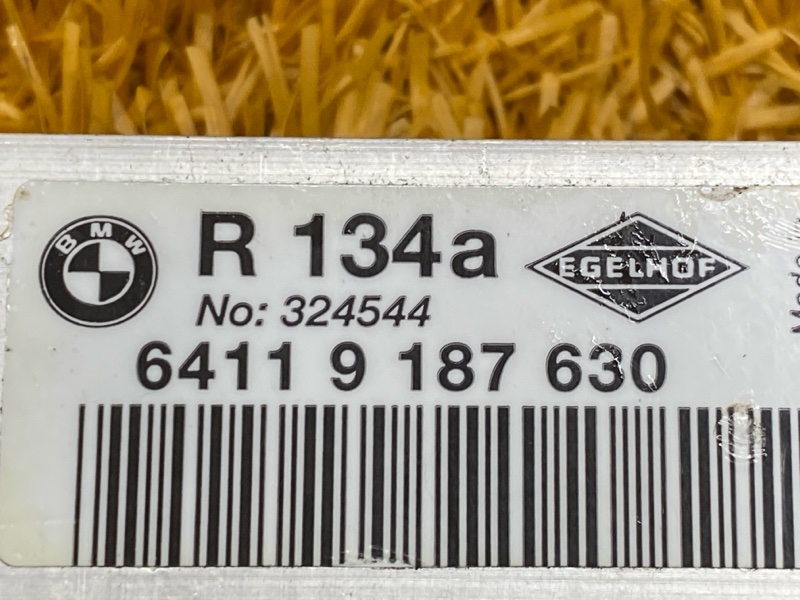 BMW R 134a EGELHOF
No: 324544
6411 9 187 630